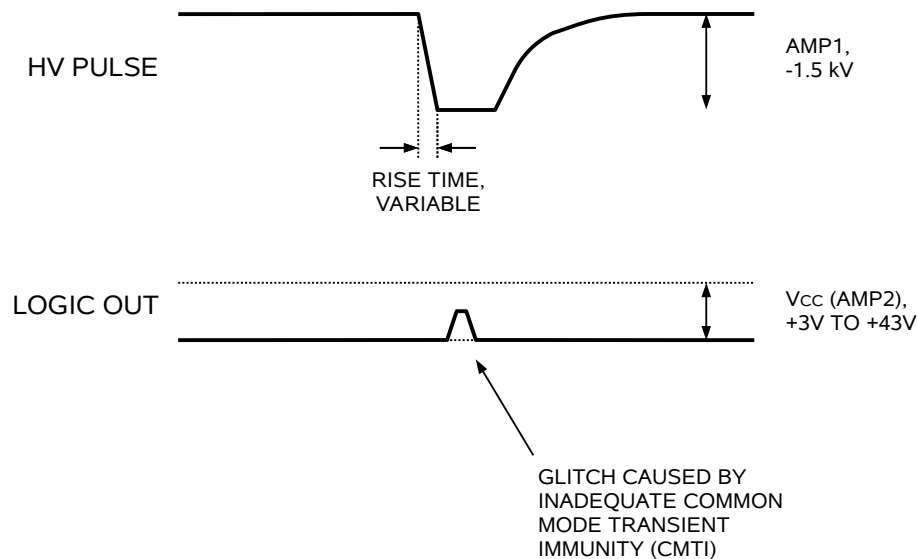 HV PULSE
AMP1,
-1.5 kV
RISE TIME,
VARIABLE
LOGIC OUT
VCC (AMP2),
+3V TO +43V
GLITCH CAUSED BY
INADEQUATE COMMON
MODE TRANSIENT
IMMUNITY (CMTI)